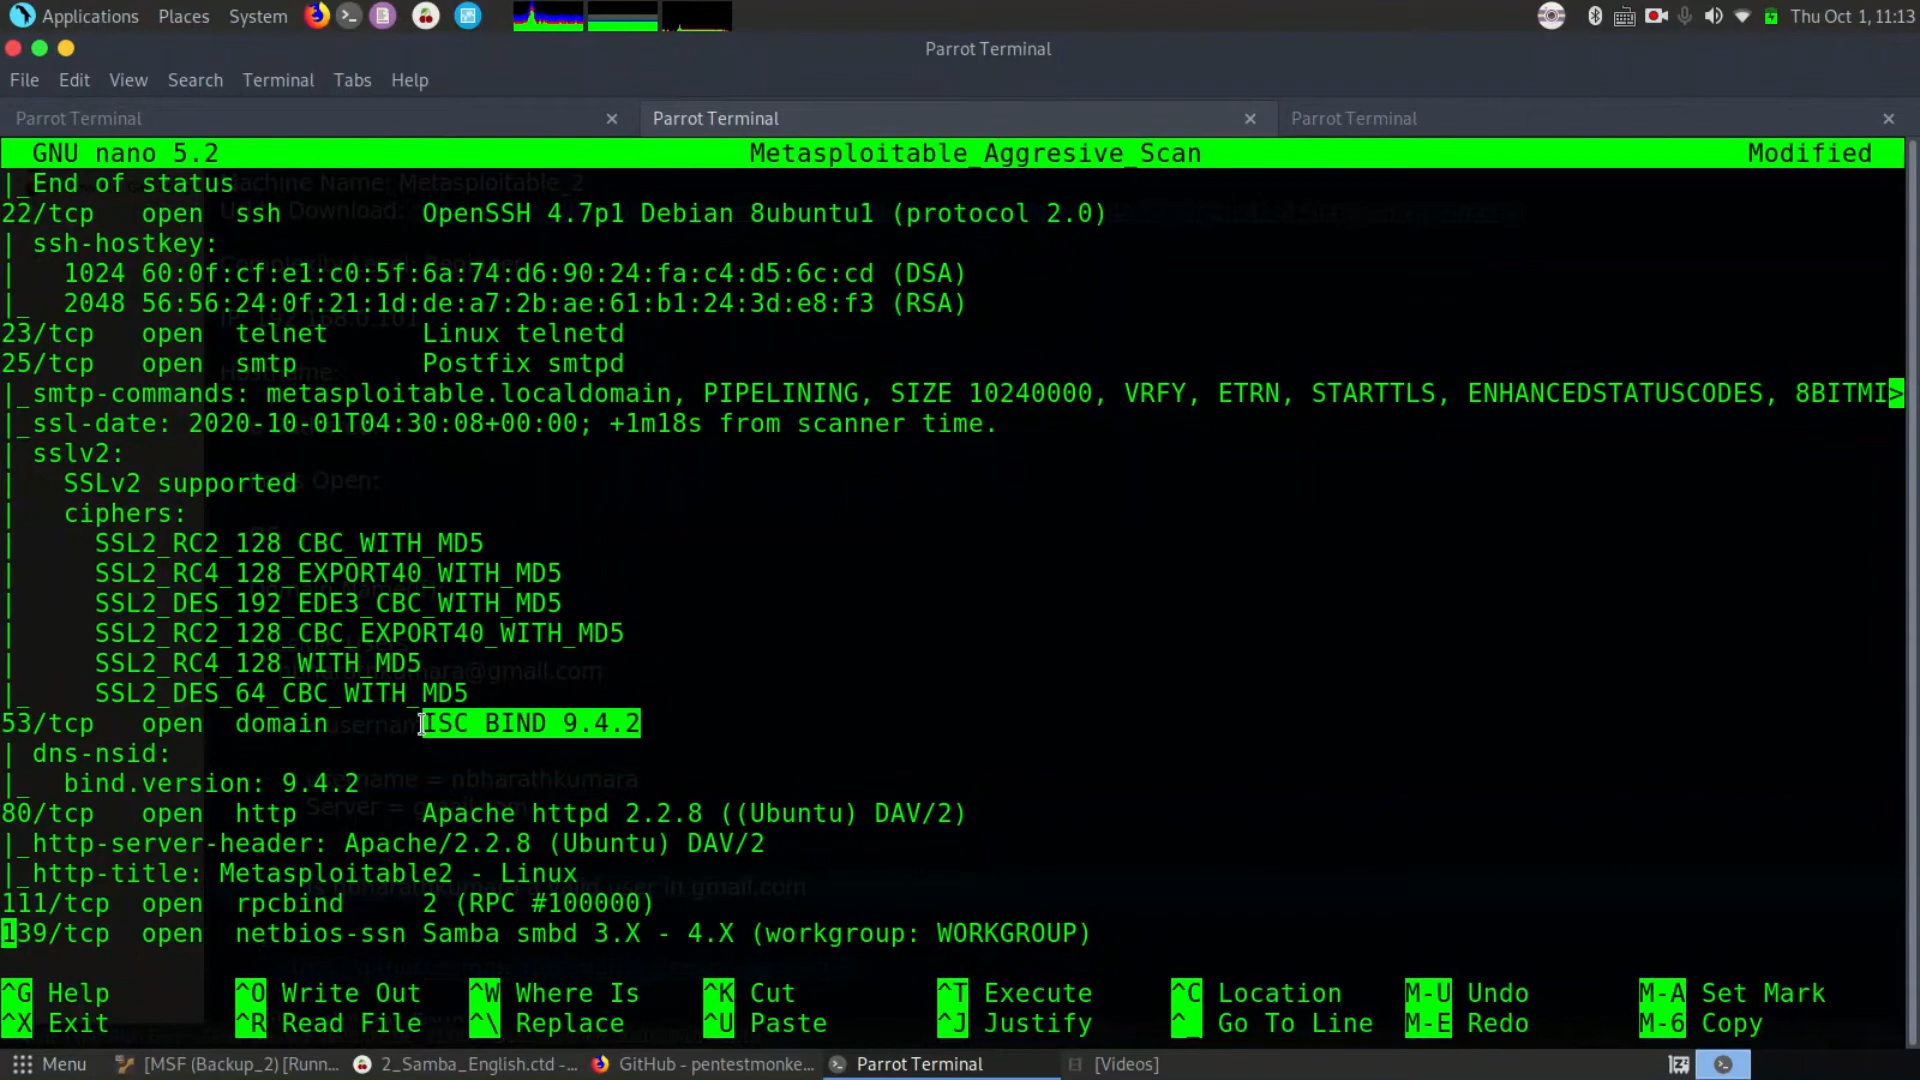 Applications Places System Thu Oct 1, 11:13
Parrot Terminal
File Edit View Search Terminal Tabs Help
Parrot Terminal × Parrot Terminal × Parrot Terminal ×
GNU nano 5.2 Metasploitable_Aggresive_Scan Modified
|_End of status
22/tcp open ssh OpenSSH 4.7p1 Debian 8ubuntu1 (protocol 2.0)
| ssh-hostkey:
| 1024 60:0f:cf:e1:c0:5f:6a:74:d6:90:24:fa:c4:d5:6c:cd (DSA)
|_ 2048 56:56:24:0f:21:1d:de:a7:2b:ae:61:b1:24:3d:e8:f3 (RSA)
23/tcp open telnet Linux telnetd
25/tcp open smtp Postfix smtpd
|_smtp-commands: metasploitable.localdomain, PIPELINING, SIZE 10240000, VRFY, ETRN, STARTTLS, ENHANCEDSTATUSCODES, 8BITMI>
|_ssl-date: 2020-10-01T04:30:08+00:00; +1m18s from scanner time.
| sslv2:
| SSLv2 supported
| ciphers:
| SSL2_RC2_128_CBC_WITH_MD5
| SSL2_RC4_128_EXPORT40_WITH_MD5
| SSL2_DES_192_EDE3_CBC_WITH_MD5
| SSL2_RC2_128_CBC_EXPORT40_WITH_MD5
| SSL2_RC4_128_WITH_MD5
|_ SSL2_DES_64_CBC_WITH_MD5
53/tcp open domain ISC BIND 9.4.2
| dns-nsid:
|_ bind.version: 9.4.2
80/tcp open http Apache httpd 2.2.8 ((Ubuntu) DAV/2)
|_http-server-header: Apache/2.2.8 (Ubuntu) DAV/2
|_http-title: Metasploitable2 - Linux
111/tcp open rpcbind 2 (RPC #100000)
139/tcp open netbios-ssn Samba smbd 3.X - 4.X (workgroup: WORKGROUP)
^G Help ^O Write Out ^W Where Is ^K Cut ^T Execute ^C Location M-U Undo M-A Set Mark
^X Exit ^R Read File ^\ Replace ^U Paste ^J Justify ^_ Go To Line M-E Redo M-6 Copy
Menu [MSF (Backup_2) [Runn... 2_Samba_English.ctd -... GitHub - pentestmonke... Parrot Terminal [Videos]